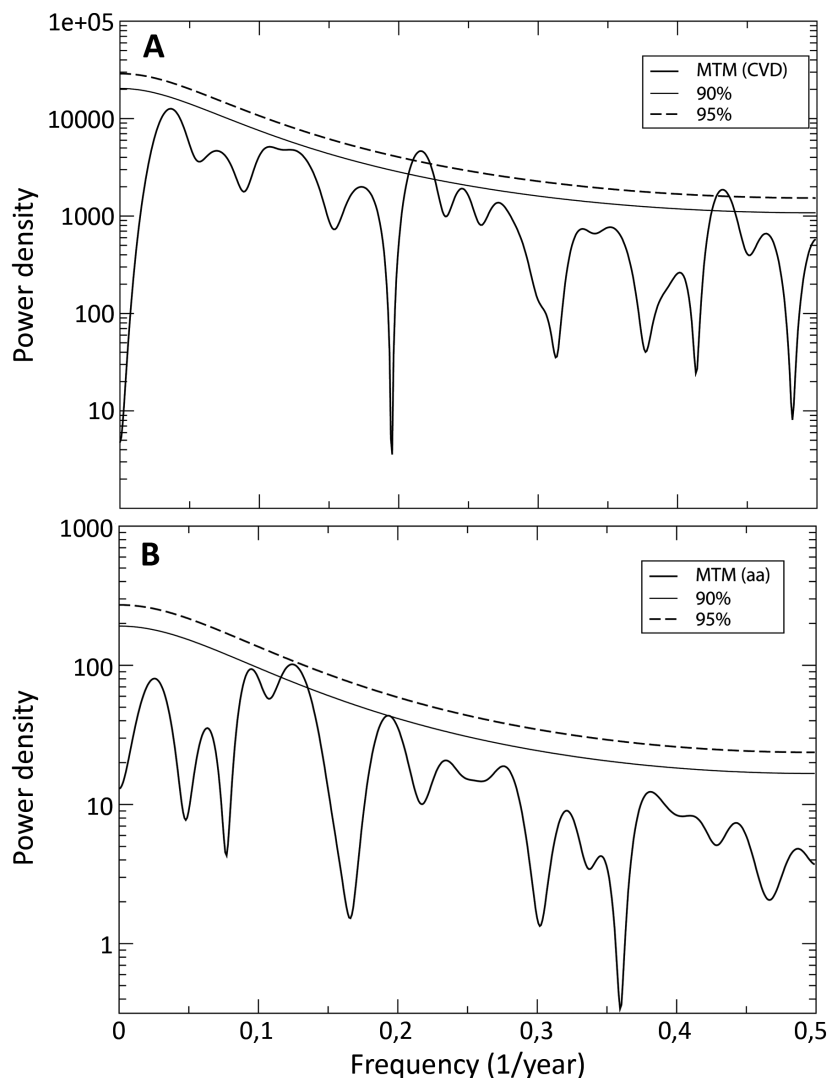 1e+05
A
MTM (CVD)
90%
95%
10000
1000
100
10
Power density
1000
B
MTM (aa)
90%
95%
100
10
1
Power density
0 0,1 0,2 0,3 0,4 0,5
Frequency (1/year)